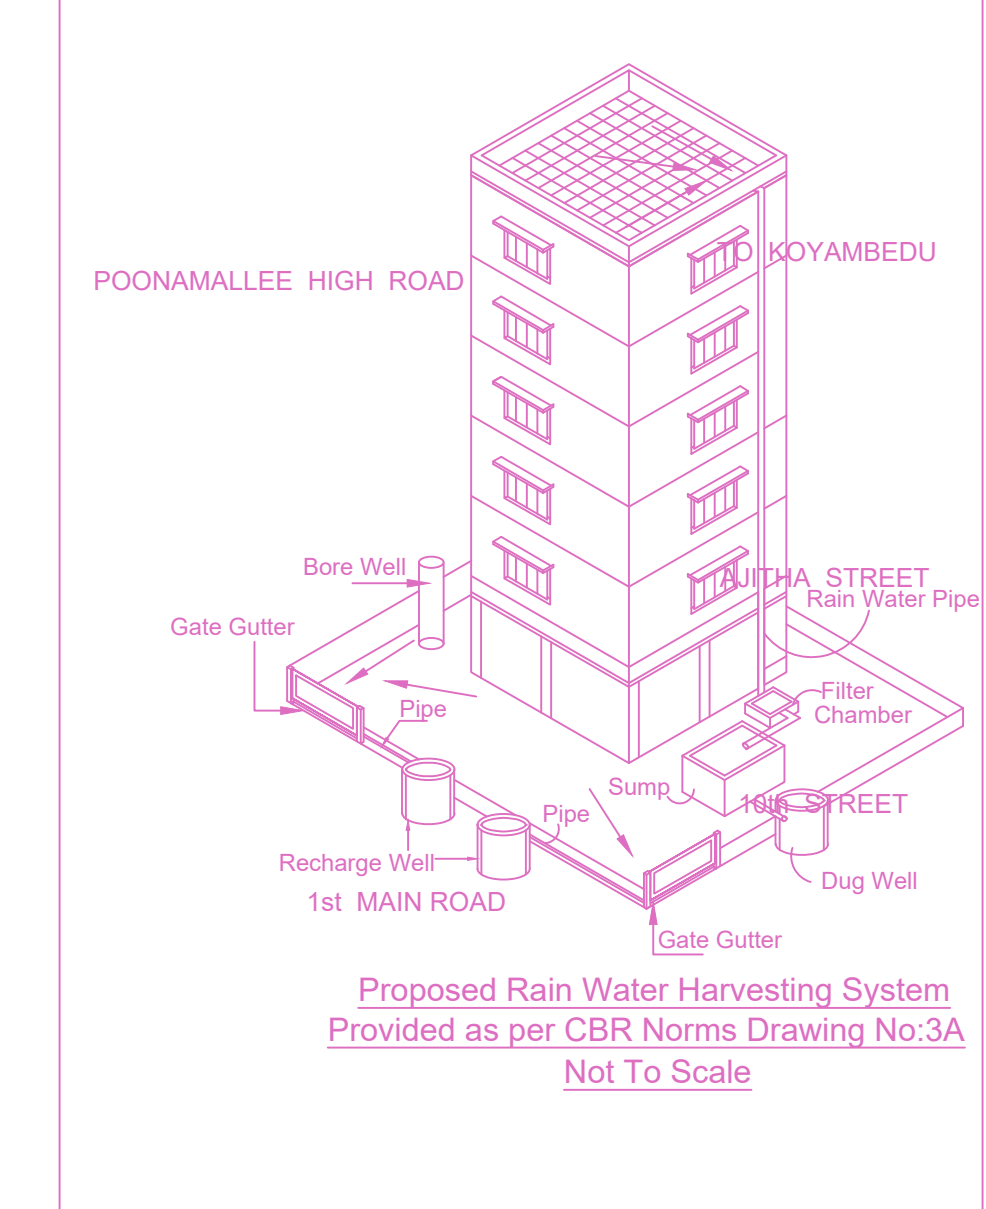 TO KOYAMBEDU
POONAMALLEE HIGH ROAD
Bore Well
AJITHA STREET
Rain Water Pipe
Gate Gutter
Filter
Chamber
Pipe
Sump
10th STREET
Pipe
Recharge Well
Dug Well
1st MAIN ROAD
Gate Gutter
Proposed Rain Water Harvesting System
Provided as per CBR Norms Drawing No:3A
Not To Scale